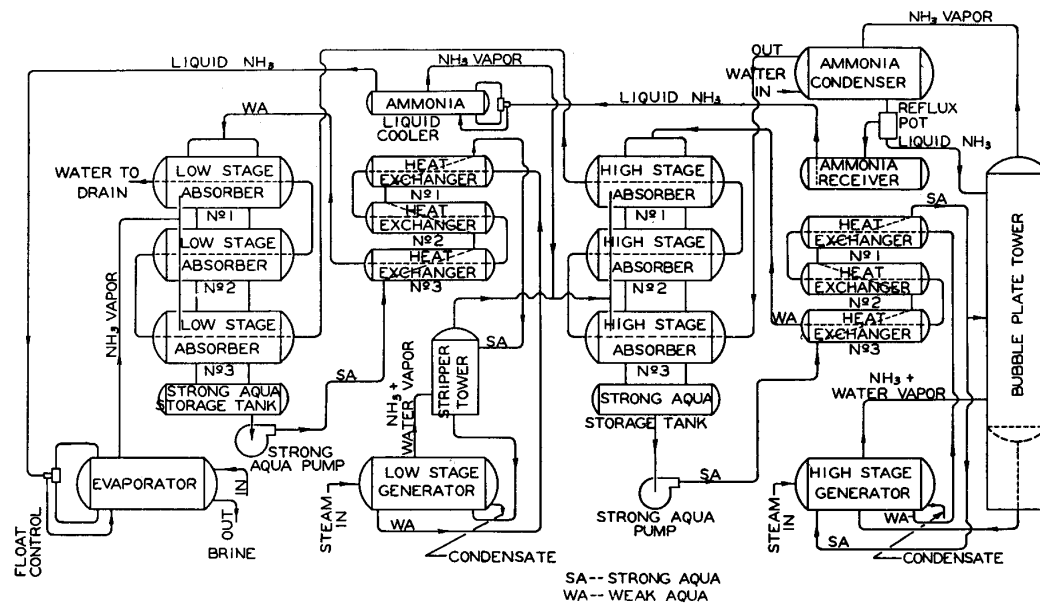 NH₃ VAPOR
OUT
AMMONIA
CONDENSER
WATER
IN
REFLUX
POT
LIQUID NH₃
AMMONIA
RECEIVER
LIQUID NH₃
NH₃ VAPOR
LIQUID NH₃
AMMONIA
LIQUID
COOLER
WA
WATER TO
DRAIN
LOW STAGE
ABSORBER
Nº1
LOW STAGE
ABSORBER
Nº2
LOW STAGE
ABSORBER
Nº3
STRONG AQUA
STORAGE TANK
STRONG
AQUA PUMP
NH₃ VAPOR
SA
HEAT
EXCHANGER
Nº1
HEAT
EXCHANGER
Nº2
HEAT
EXCHANGER
Nº3
SA
STRIPPER
TOWER
NH₃ +
WATER VAPOR
LOW STAGE
GENERATOR
STEAM
IN
WA
CONDENSATE
HIGH STAGE
ABSORBER
Nº1
HIGH STAGE
ABSORBER
Nº2
HIGH STAGE
ABSORBER
Nº3
STRONG AQUA
STORAGE TANK
SA
STRONG AQUA
PUMP
SA
HEAT
EXCHANGER
Nº1
HEAT
EXCHANGER
Nº2
HEAT
EXCHANGER
Nº3
WA
BUBBLE PLATE TOWER
NH₃ +
WATER VAPOR
HIGH STAGE
GENERATOR
STEAM
IN
WA
SA
CONDENSATE
EVAPORATOR
IN
OUT
BRINE
FLOAT
CONTROL
SA -- STRONG AQUA
WA -- WEAK AQUA